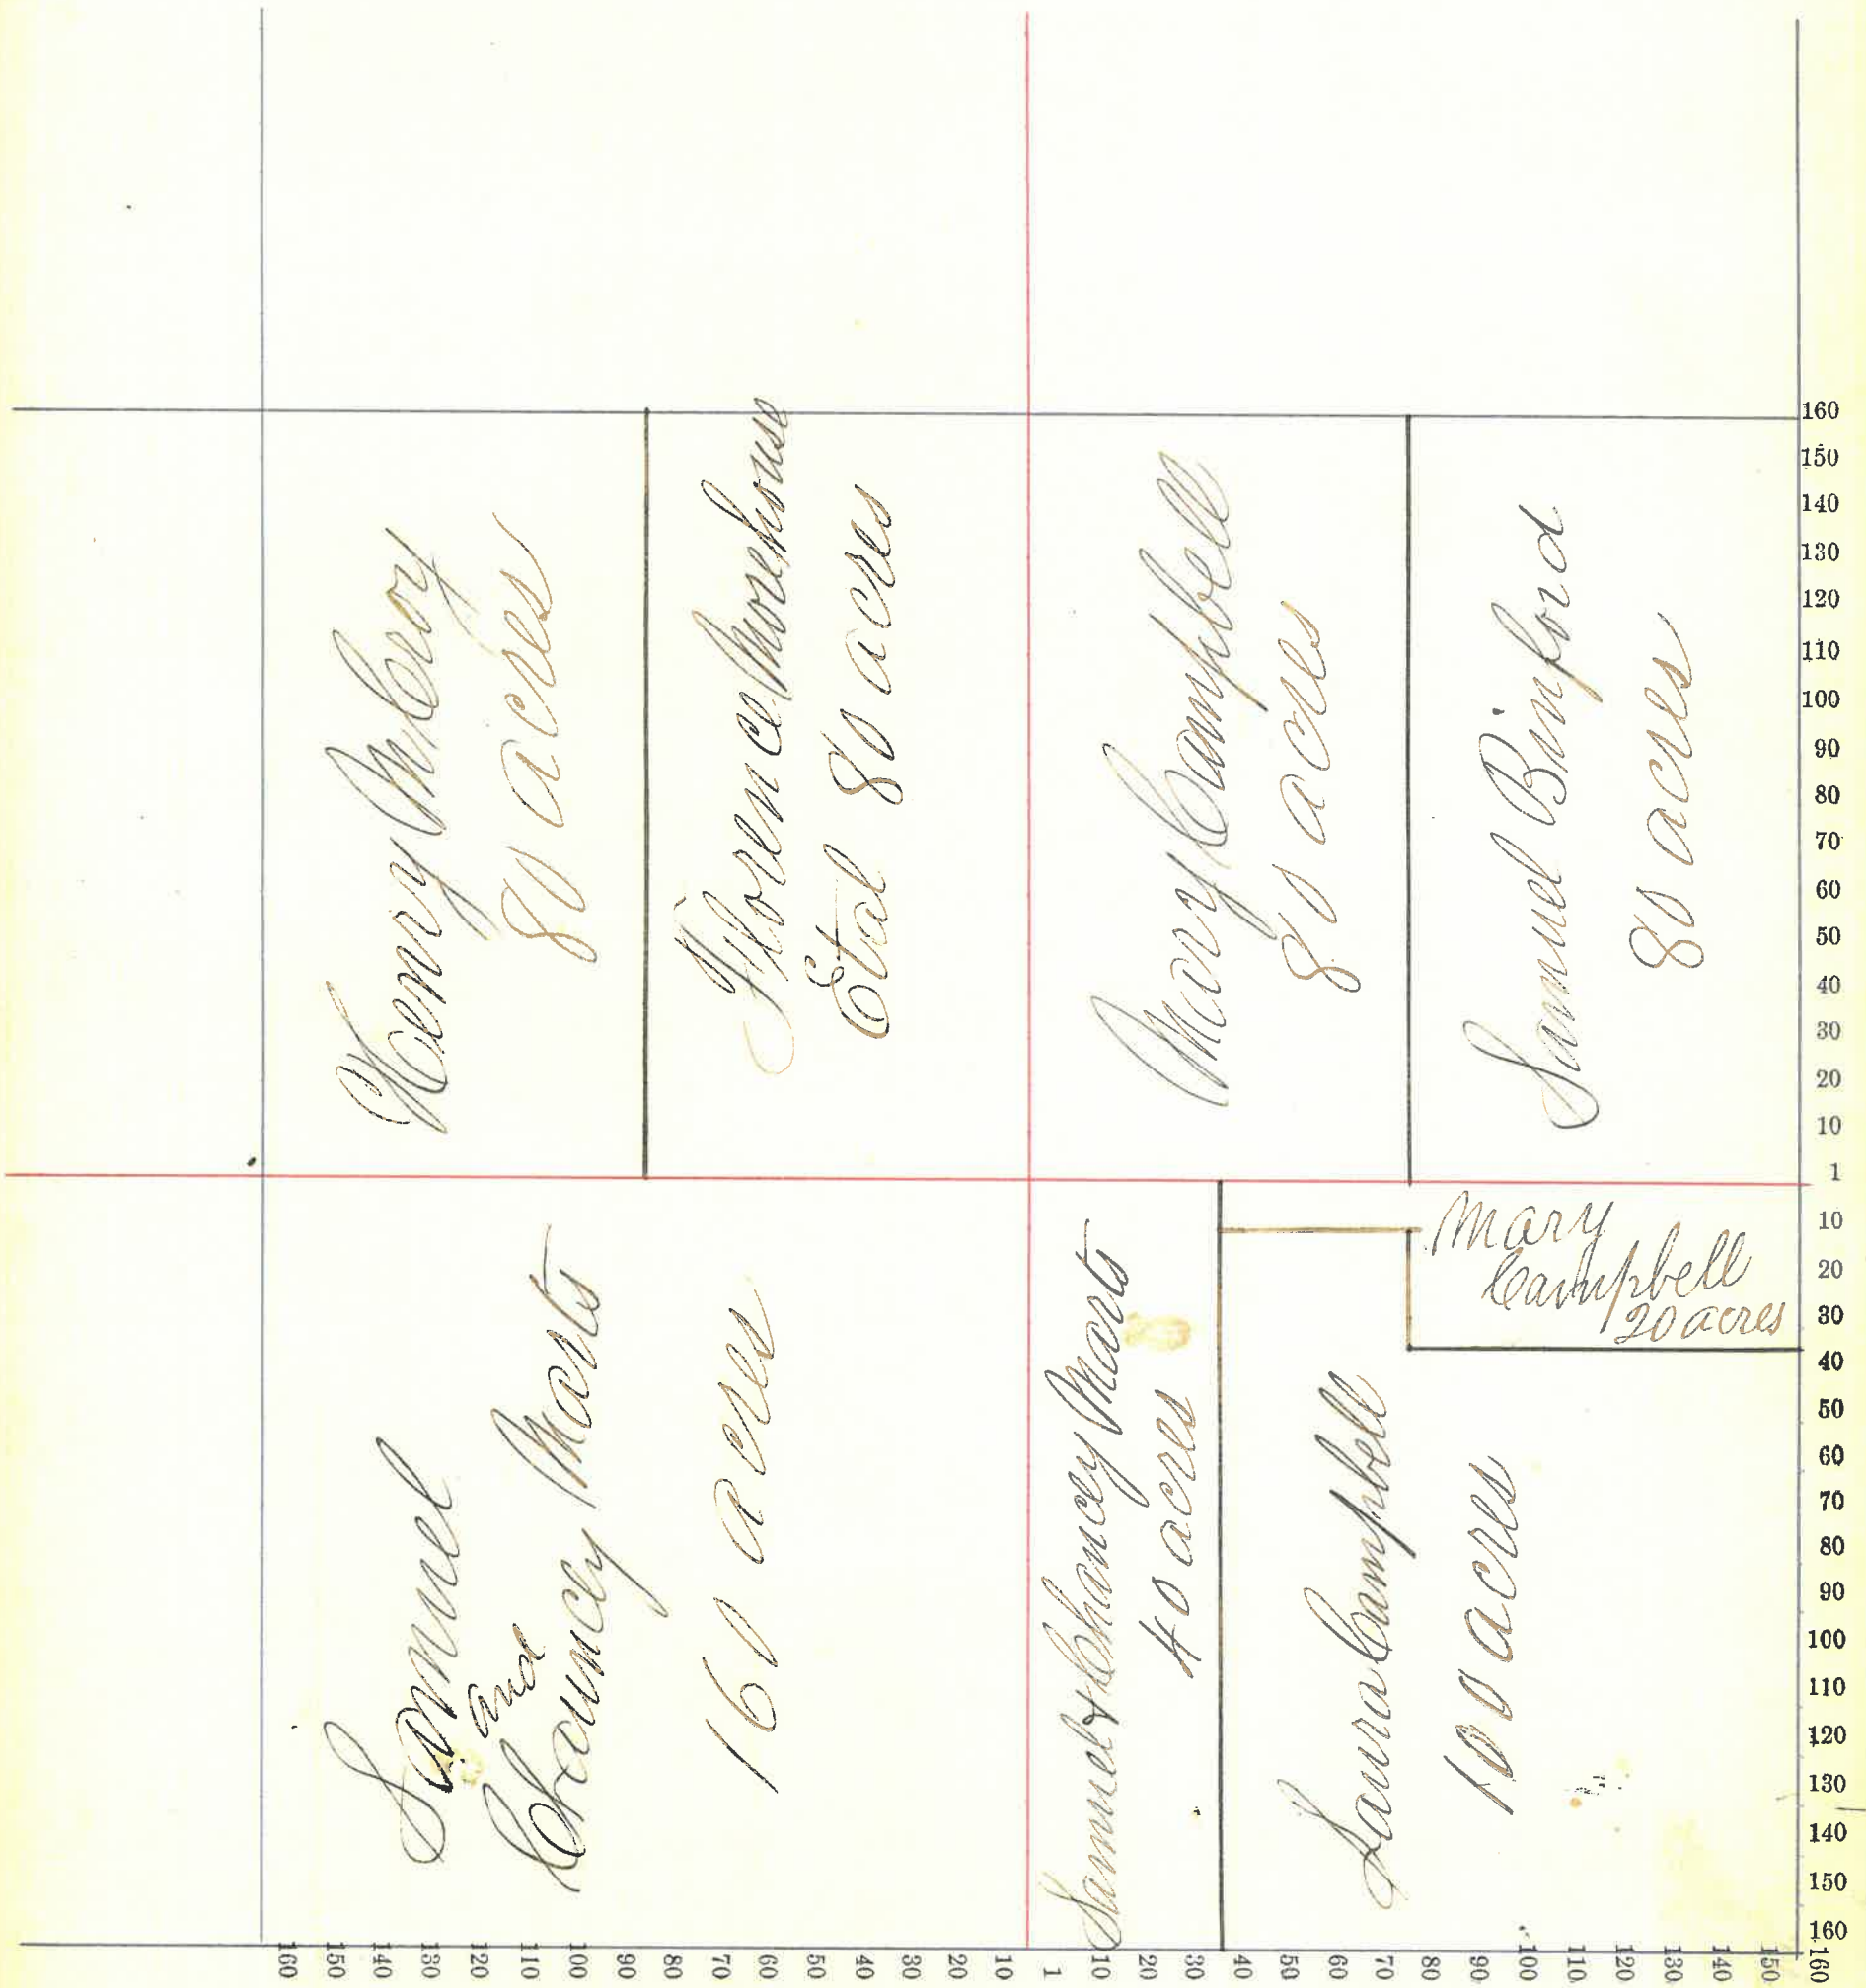 Henry McCroy
80 acres
Florence Morehouse
Etal 80 acres
Mary Campbell
80 acres
Samuel Binford
80 acres
160
150
140
130
120
110
100
90
80
70
60
50
40
30
20
10
1
10
20
30
40
50
60
70
80
90
100
110
120
130
140
150
160
Mary
Campbell
20 acres
Samuel
and
Chauncey Marts
160 acres
Samuel & Chancey Marts
40 acres
Laura Campbell
100 acres
160 150 140 130 120 110 100 90 80 70 60 50 40 30 20 10 1 10 20 30 40 50 60 70 80 90 100 110 120 130 140 150 160